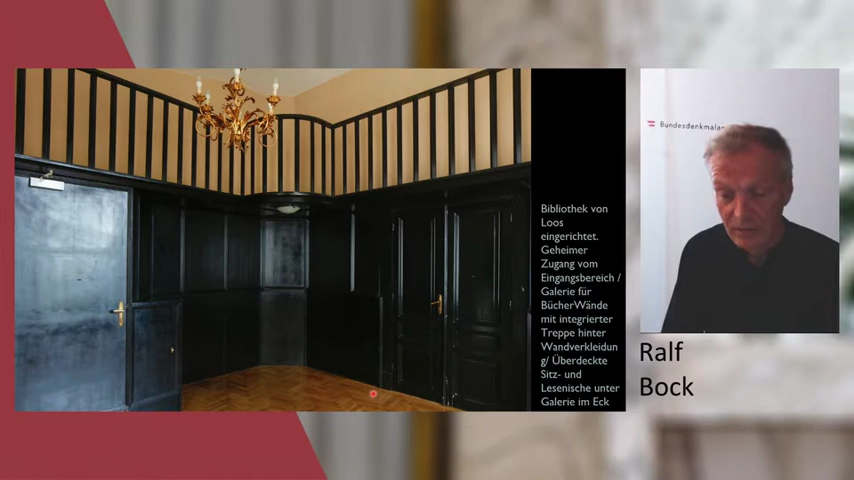 Bibliothek von
Loos
eingerichtet.
Geheimer
Zugang vom
Eingangsbereich /
Galerie für
BücherWände
mit integrierter
Treppe hinter
Wandverkleidun
g/ Überdeckte
Sitz- und
Lesenische unter
Galerie im Eck
Bundesdenkmala
Ralf
Bock